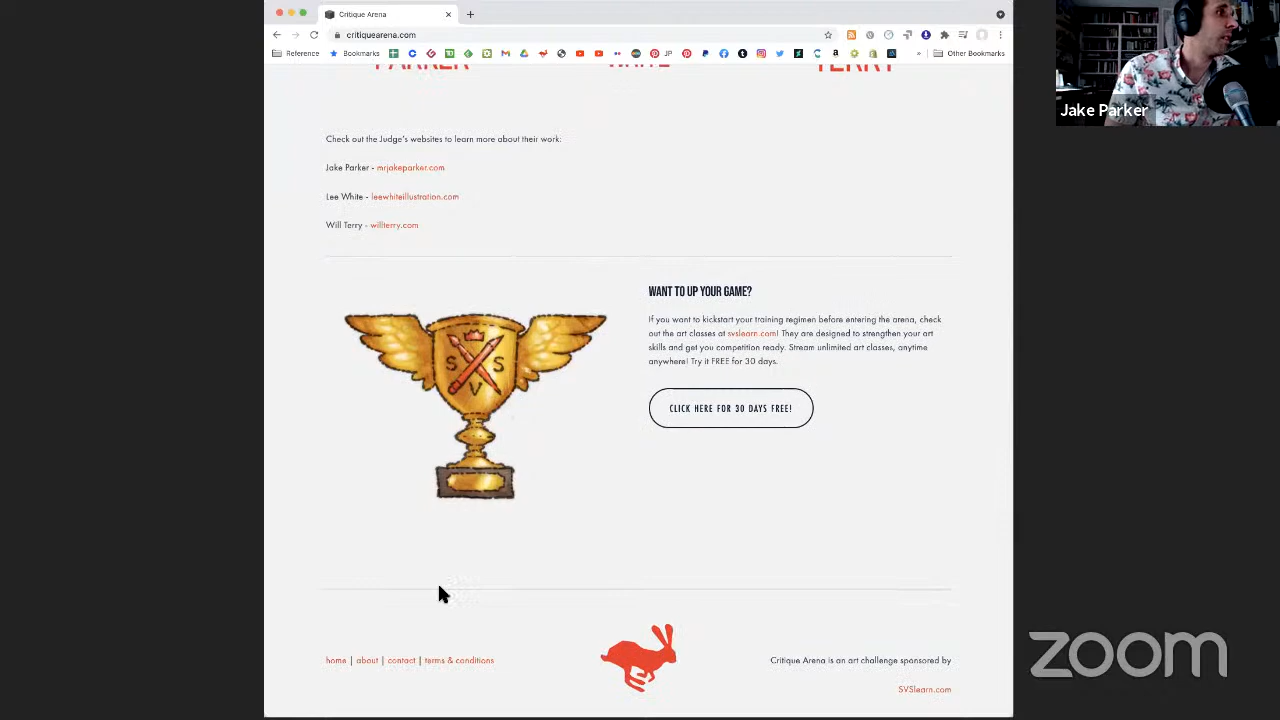 Critique Arena
critiquearena.com
Reference
Bookmarks
JP
»
Other Bookmarks
PARKER
WHITE
TERRY
Check out the Judge's websites to learn more about their work:
Jake Parker - mrjakeparker.com
Lee White - leewhiteillustration.com
Will Terry - willterry.com
S S
V
WANT TO UP YOUR GAME?
If you want to kickstart your training regimen before entering the arena, check
out the art classes at svslearn.com! They are designed to strengthen your art
skills and get you competition ready. Stream unlimited art classes, anytime
anywhere! Try it FREE for 30 days.
CLICK HERE FOR 30 DAYS FREE!
home | about | contact | terms & conditions
Critique Arena is an art challenge sponsored by
SVSlearn.com
Jake Parker
zoom